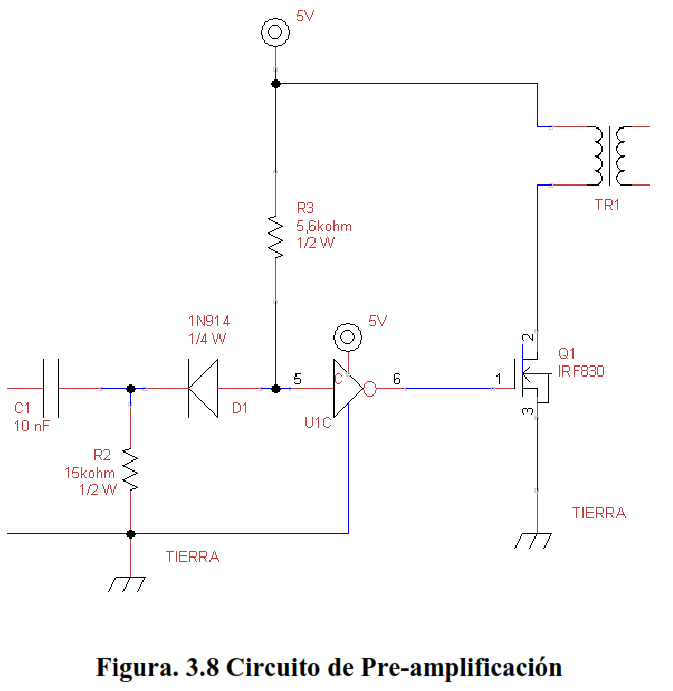 5V
R3
5,6kohm
1/2 W
TR1
1N914
1/4 W
5V
2
Q1
IRF830
5
C
6
1
C1
10 nF
D1
U1C
3
R2
15kohm
1/2 W
TIERRA
TIERRA
Figura. 3.8 Circuito de Pre-amplificación